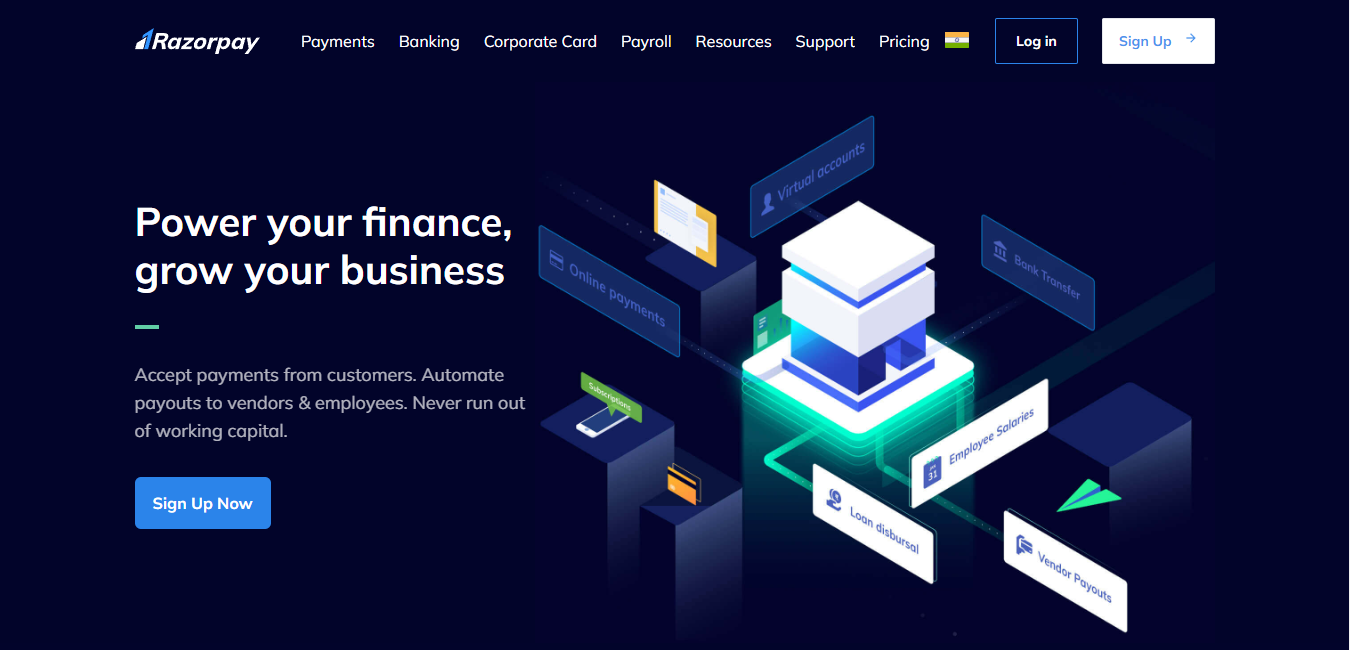 Razorpay
Payments
Banking
Corporate Card
Payroll
Resources
Support
Pricing
Log in
Sign Up
Power your finance,
grow your business
Accept payments from customers. Automate
payouts to vendors & employees. Never run out
of working capital.
Sign Up Now
Virtual accounts
Online payments
Bank Transfer
Subscriptions
Employee Salaries
31
Loan disbursal
Vendor Payouts